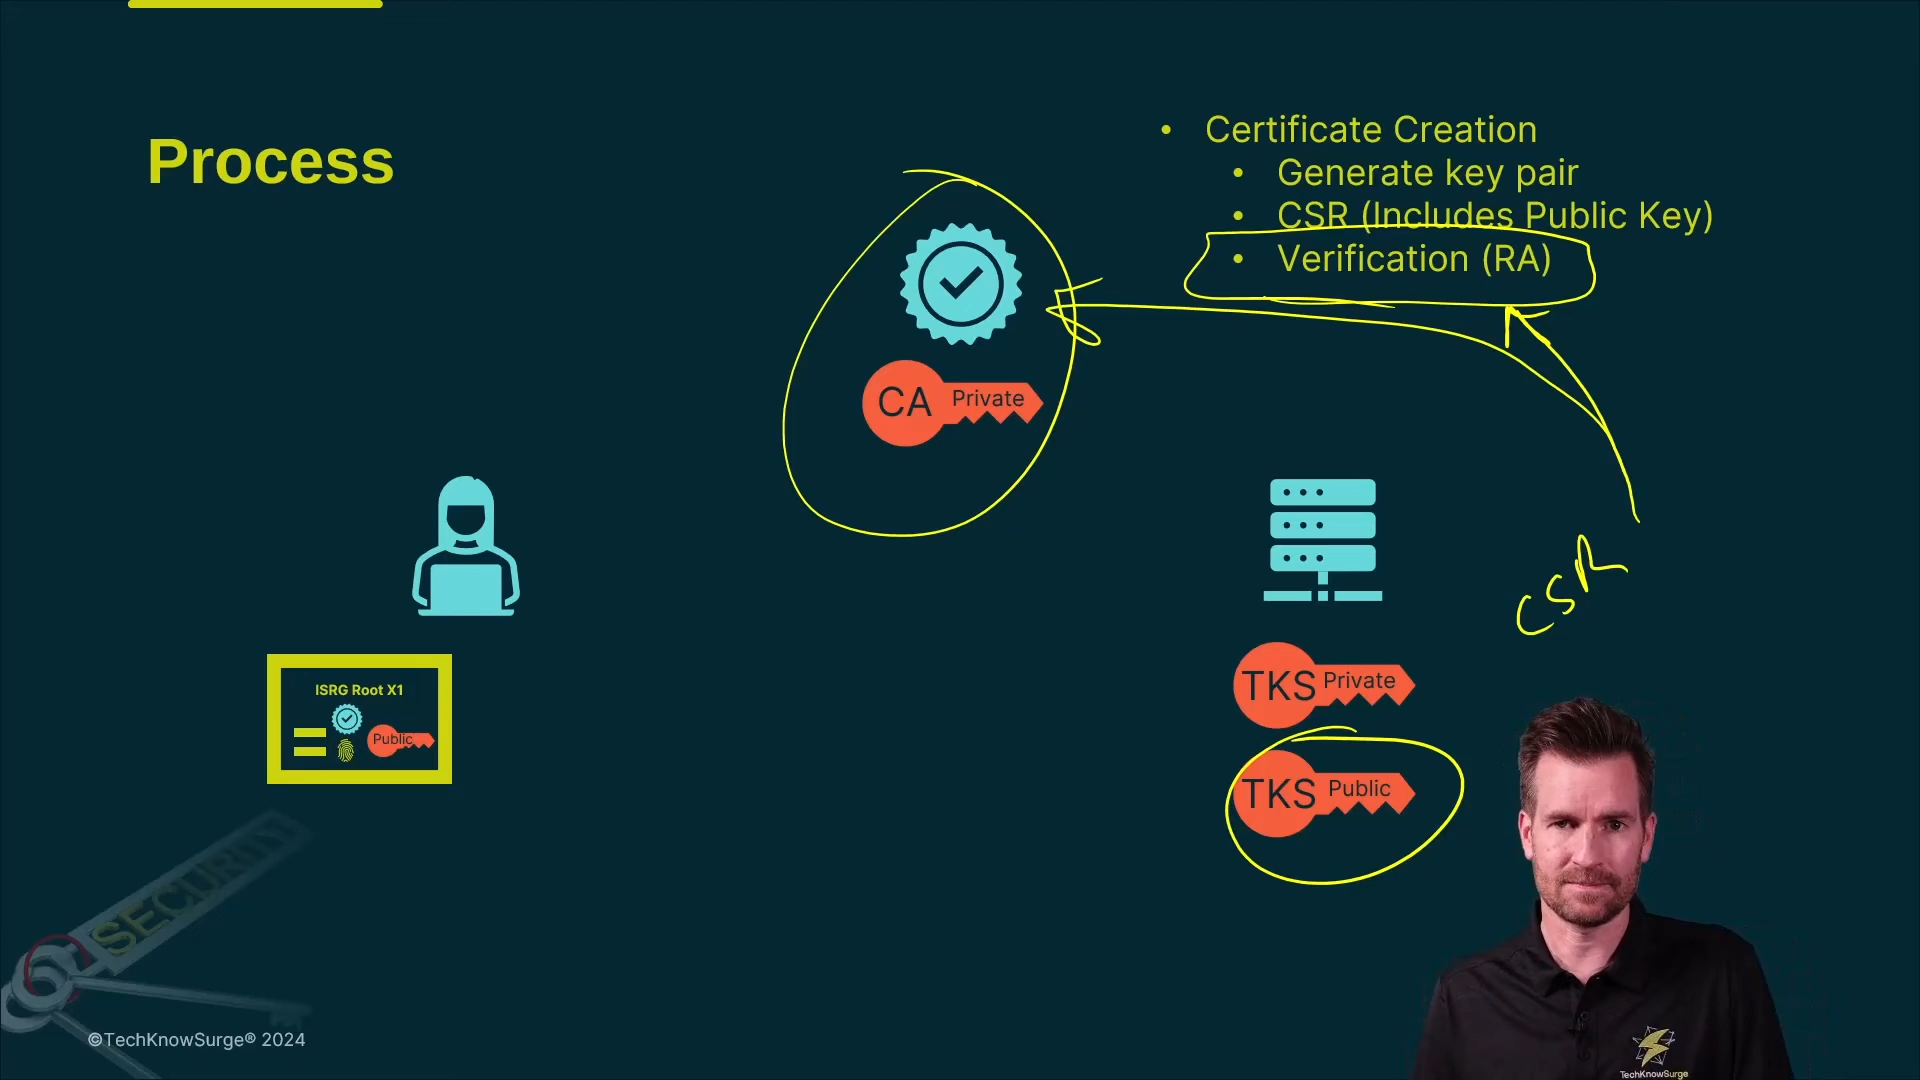 Process
• Certificate Creation
• Generate key pair
• CSR (Includes Public Key)
• Verification (RA)
CA Private
CSR
ISRG Root X1
Public
TKS Private
TKS Public
SECURITY
©TechKnowSurge® 2024
TechKnowSurge